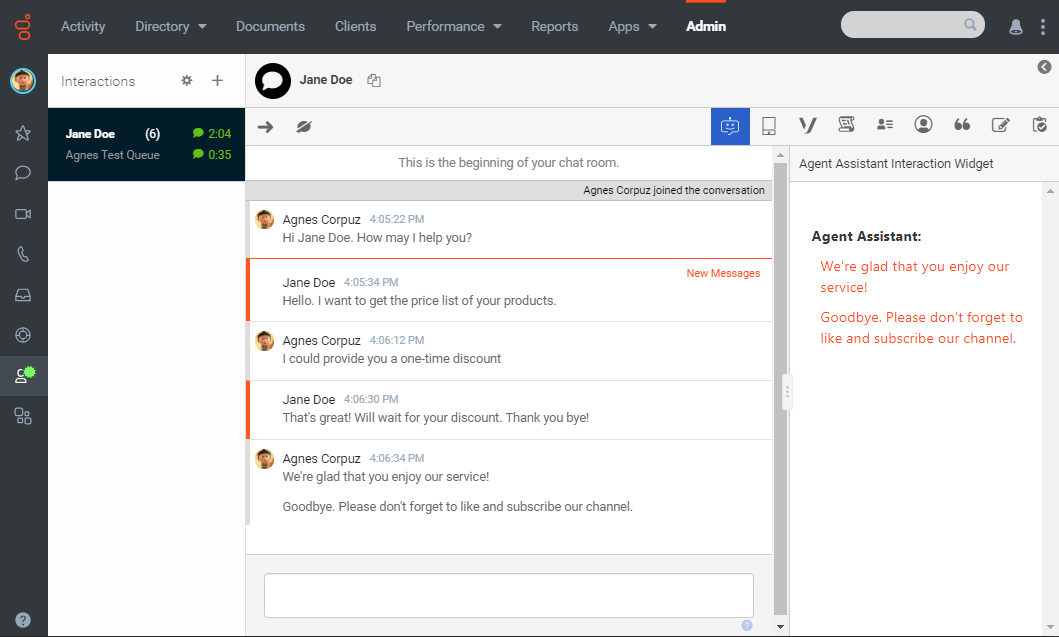 Activity Directory Documents Clients Performance Reports Apps Admin
Interactions
Jane Doe (6) 2:04
Agnes Test Queue 0:35
Jane Doe
This is the beginning of your chat room.
Agnes Corpuz joined the conversation
Agnes Corpuz 4:05:22 PM
Hi Jane Doe. How may I help you?
New Messages
Jane Doe 4:05:34 PM
Hello. I want to get the price list of your products.
Agnes Corpuz 4:06:12 PM
I could provide you a one-time discount
Jane Doe 4:06:30 PM
That's great! Will wait for your discount. Thank you bye!
Agnes Corpuz 4:06:34 PM
We're glad that you enjoy our service!
Goodbye. Please don't forget to like and subscribe our channel.
Agent Assistant Interaction Widget
Agent Assistant:
We're glad that you enjoy our
service!
Goodbye. Please don't forget to
like and subscribe our channel.